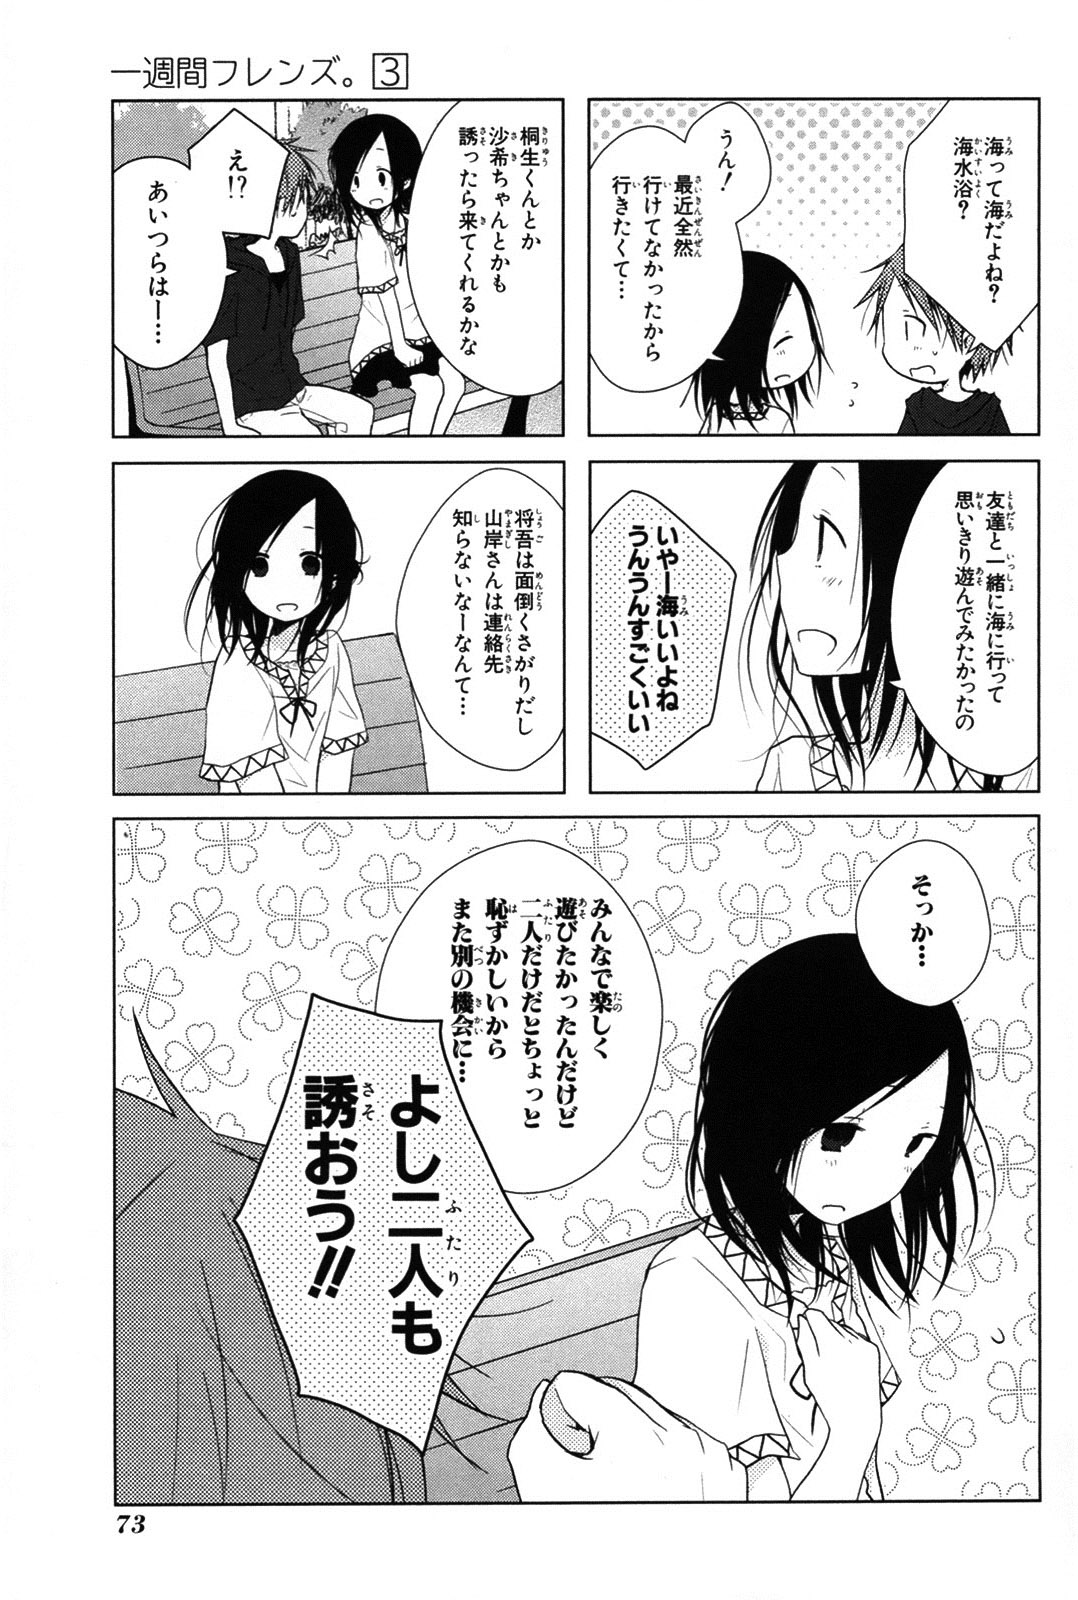 一週間フレンズ。3
海って海だよね?
海水浴?
うん!
最近全然
行けてなかったから
行きたくて…
友達と一緒に海に行って
思いきり遊んでみたかったの
いやー海いいよね
うんうんすごくいい
桐生くんとか
沙希ちゃんとかも
誘ったら来てくれるかな
え!?
あいつらはー…
将吾は面倒くさがりだし
山岸さんは連絡先
知らないなーなんて…
そっか…
みんなで楽しく
遊びたかったんだけど
二人だけだとちょっと
恥ずかしいから
また別の機会に…
よし二人も
誘おう!!
73